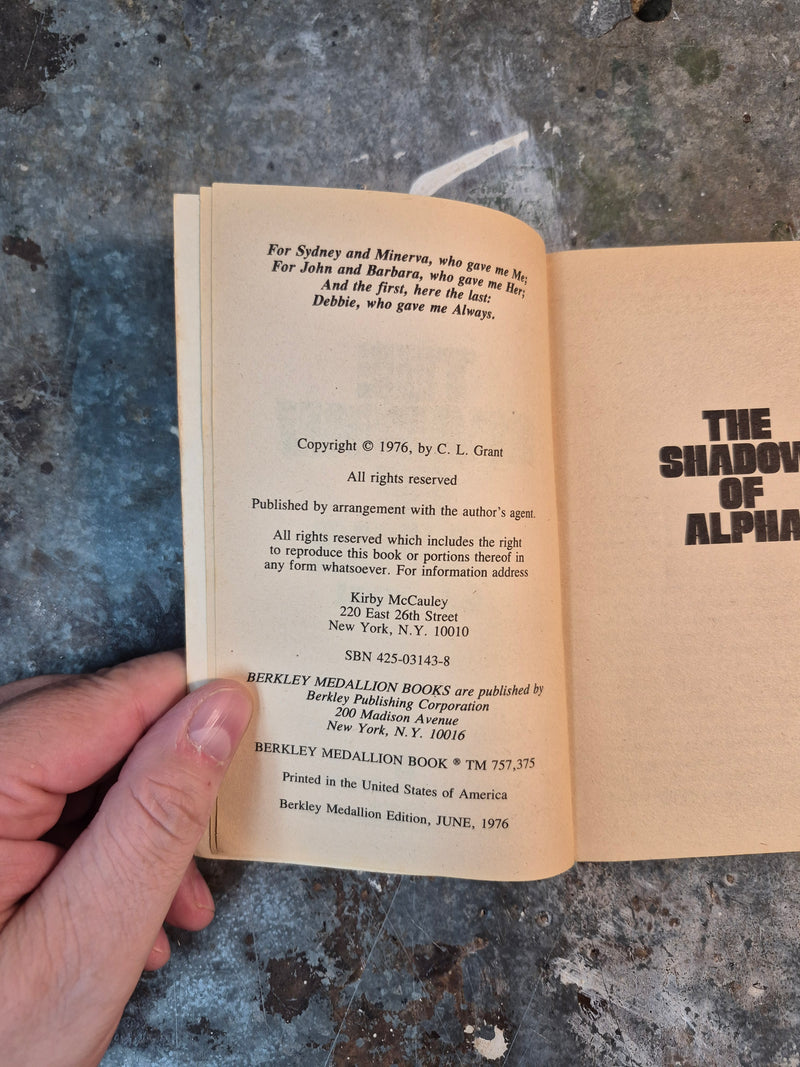 For Sydney and Minerva, who gave me Me;
For John and Barbara, who gave me Her;
And the first, here the last:
Debbie, who gave me Always.
Copyright © 1976, by C. L. Grant
All rights reserved
Published by arrangement with the author's agent.
All rights reserved which includes the right
to reproduce this book or portions thereof in
any form whatsoever. For information address
Kirby McCauley
220 East 26th Street
New York, N.Y. 10010
SBN 425-03143-8
BERKLEY MEDALLION BOOKS are published by
Berkley Publishing Corporation
200 Madison Avenue
New York, N.Y. 10016
BERKLEY MEDALLION BOOK ® TM 757,375
Printed in the United States of America
Berkley Medallion Edition, JUNE, 1976
THE
SHADOW
OF
ALPHA